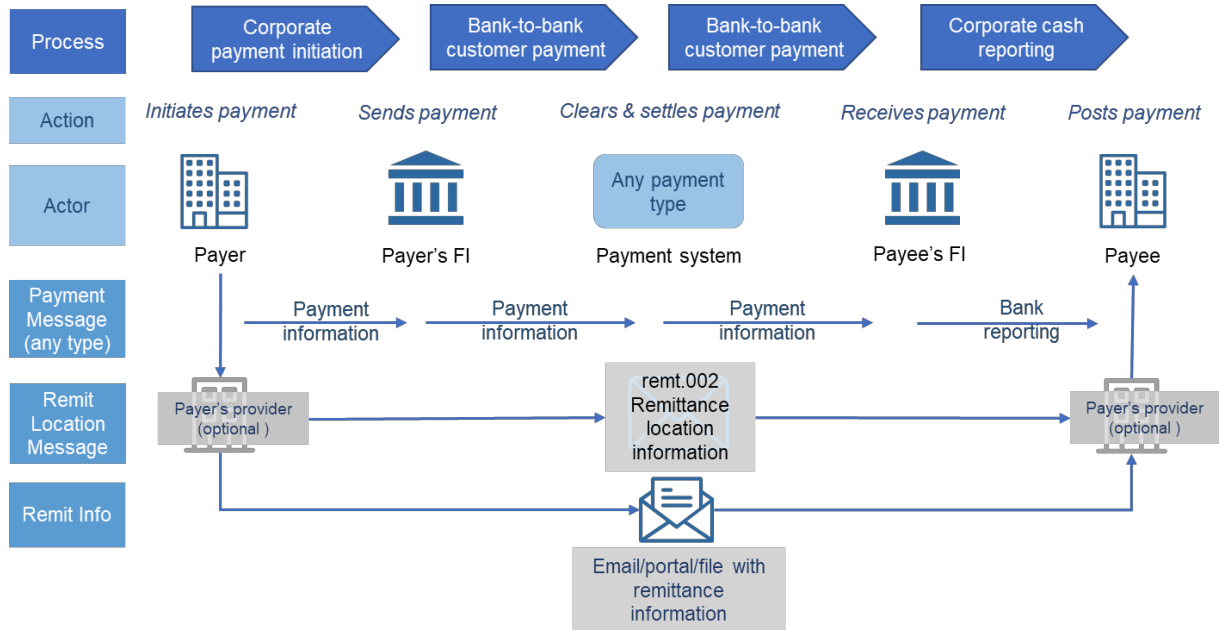 Process
Corporate
payment initiation
Bank-to-bank
customer payment
Bank-to-bank
customer payment
Corporate cash
reporting
Action
Initiates payment
Sends payment
Clears & settles payment
Receives payment
Posts payment
Actor
Any payment
type
Payer
Payer’s FI
Payment system
Payee’s FI
Payee
Payment
Message
(any type)
Payment
information
Payment
information
Payment
information
Bank
reporting
Remit
Location
Message
Payer’s provider
(optional )
remt.002
Remittance
location
information
Payer’s provider
(optional )
Remit Info
Email/portal/file with
remittance
information